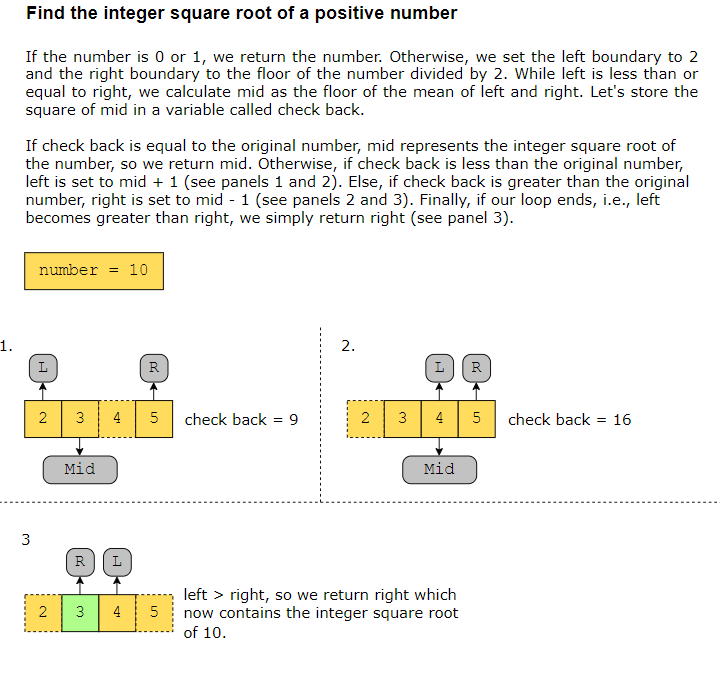 Find the integer square root of a positive number
If the number is 0 or 1, we return the number. Otherwise, we set the left boundary to 2
and the right boundary to the floor of the number divided by 2. While left is less than or
equal to right, we calculate mid as the floor of the mean of left and right. Let's store the
square of mid in a variable called check back.
If check back is equal to the original number, mid represents the integer square root of
the number, so we return mid. Otherwise, if check back is less than the original number,
left is set to mid + 1 (see panels 1 and 2). Else, if check back is greater than the original
number, right is set to mid - 1 (see panels 2 and 3). Finally, if our loop ends, i.e., left
becomes greater than right, we simply return right (see panel 3).
number = 10
1.
L R
2 3 4 5 check back = 9
Mid
2.
L R
2 3 4 5 check back = 16
Mid
3
R L
2 3 4 5
left > right, so we return right which
now contains the integer square root
of 10.